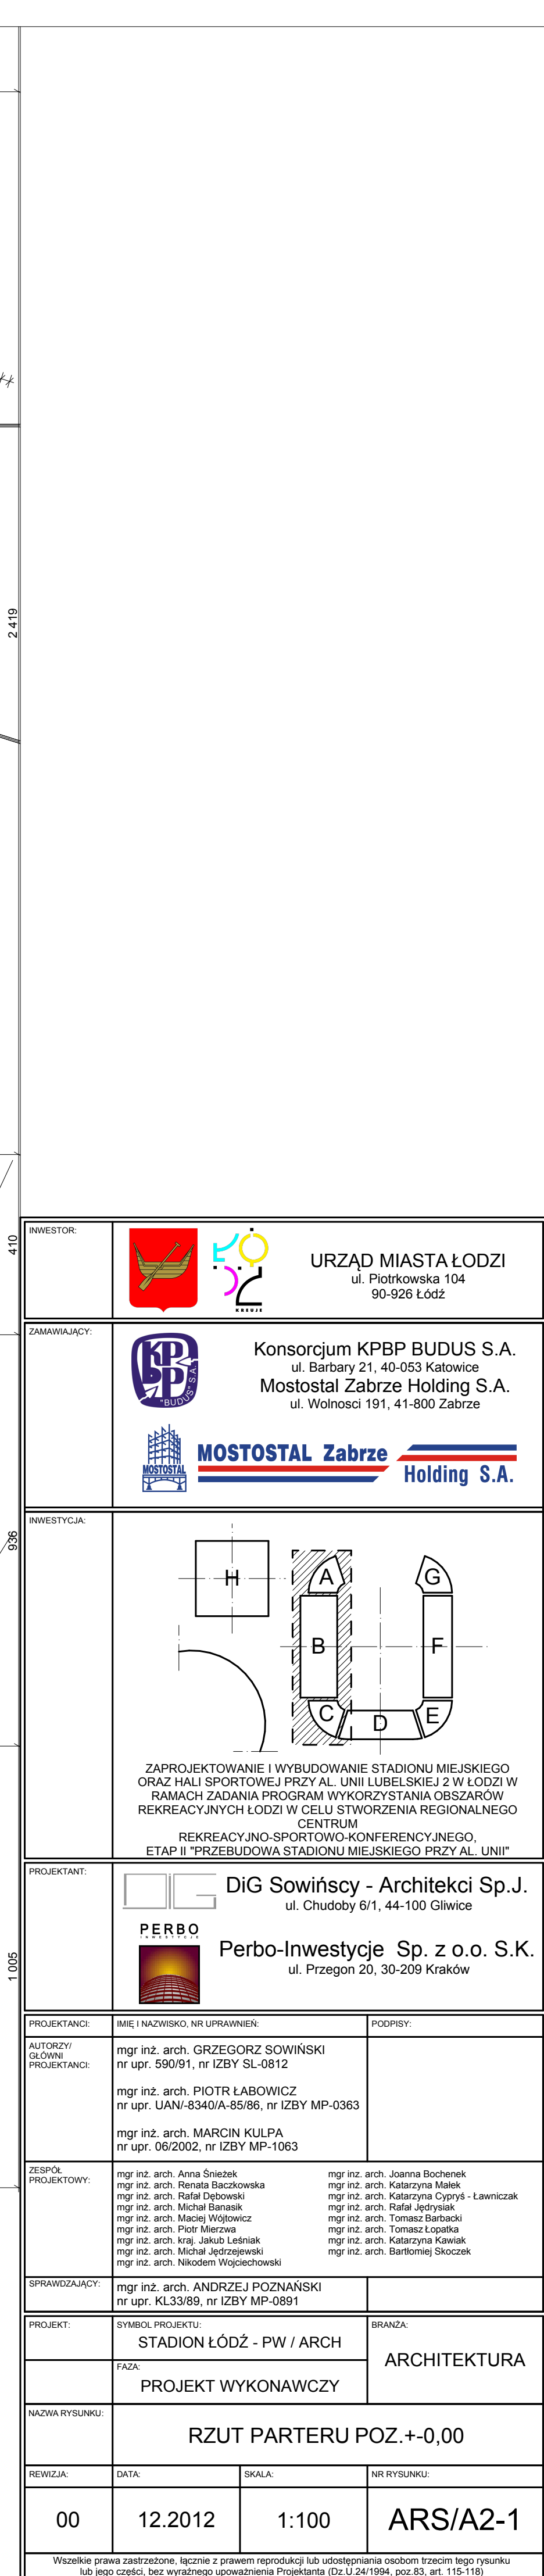 2 419
410
936
1 005
INWESTOR:
KREUJE
URZĄD MIASTA ŁODZI
ul. Piotrkowska 104
90-926 Łódź
ZAMAWIAJĄCY:
KPBP
"BUDUS" S.A.
Konsorcjum KPBP BUDUS S.A.
ul. Barbary 21, 40-053 Katowice
Mostostal Zabrze Holding S.A.
ul. Wolnosci 191, 41-800 Zabrze
MOSTOSTAL
MOSTOSTAL Zabrze
Holding S.A.
INWESTYCJA:
H
A
G
B
F
C
D
E
ZAPROJEKTOWANIE I WYBUDOWANIE STADIONU MIEJSKIEGO
ORAZ HALI SPORTOWEJ PRZY AL. UNII LUBELSKIEJ 2 W ŁODZI W
RAMACH ZADANIA PROGRAM WYKORZYSTANIA OBSZARÓW
REKREACYJNYCH ŁODZI W CELU STWORZENIA REGIONALNEGO
CENTRUM
REKREACYJNO-SPORTOWO-KONFERENCYJNEGO,
ETAP II "PRZEBUDOWA STADIONU MIEJSKIEGO PRZY AL. UNII"
PROJEKTANT:
DiG
DiG Sowińscy - Architekci Sp.J.
ul. Chudoby 6/1, 44-100 Gliwice
PERBO
INWESTYCJE
Perbo-Inwestycje Sp. z o.o. S.K.
ul. Przegon 20, 30-209 Kraków
PROJEKTANCI:
IMIĘ I NAZWISKO, NR UPRAWNIEŃ:
PODPISY:
AUTORZY/
GŁÓWNI
PROJEKTANCI:
mgr inż. arch. GRZEGORZ SOWIŃSKI
nr upr. 590/91, nr IZBY SL-0812
mgr inż. arch. PIOTR ŁABOWICZ
nr upr. UAN/-8340/A-85/86, nr IZBY MP-0363
mgr inż. arch. MARCIN KULPA
nr upr. 06/2002, nr IZBY MP-1063
ZESPÓŁ
PROJEKTOWY:
mgr inż. arch. Anna Śnieżek
mgr inż. arch. Renata Baczkowska
mgr inż. arch. Rafał Dębowski
mgr inż. arch. Michał Banasik
mgr inż. arch. Maciej Wójtowicz
mgr inż. arch. Piotr Mierzwa
mgr inż. arch. kraj. Jakub Leśniak
mgr inż. arch. Michał Jędrzejewski
mgr inż. arch. Nikodem Wojciechowski
mgr inz. arch. Joanna Bochenek
mgr inż. arch. Katarzyna Małek
mgr inż. arch. Katarzyna Cypryś - Ławniczak
mgr inż. arch. Rafał Jędrysiak
mgr inż. arch. Tomasz Barbacki
mgr inż. arch. Tomasz Łopatka
mgr inż. arch. Katarzyna Kawiak
mgr inż. arch. Bartłomiej Skoczek
SPRAWDZAJĄCY:
mgr inż. arch. ANDRZEJ POZNAŃSKI
nr upr. KL33/89, nr IZBY MP-0891
PROJEKT:
SYMBOL PROJEKTU:
STADION ŁÓDŹ - PW / ARCH
BRANŻA:
ARCHITEKTURA
FAZA:
PROJEKT WYKONAWCZY
NAZWA RYSUNKU:
RZUT PARTERU POZ.+-0,00
REWIZJA:
DATA:
SKALA:
NR RYSUNKU:
00
12.2012
1:100
ARS/A2-1
Wszelkie prawa zastrzeżone, łącznie z prawem reprodukcji lub udostępniania osobom trzecim tego rysunku
lub jego części, bez wyraźnego upoważnienia Projektanta (Dz.U.24/1994, poz.83, art. 115-118)